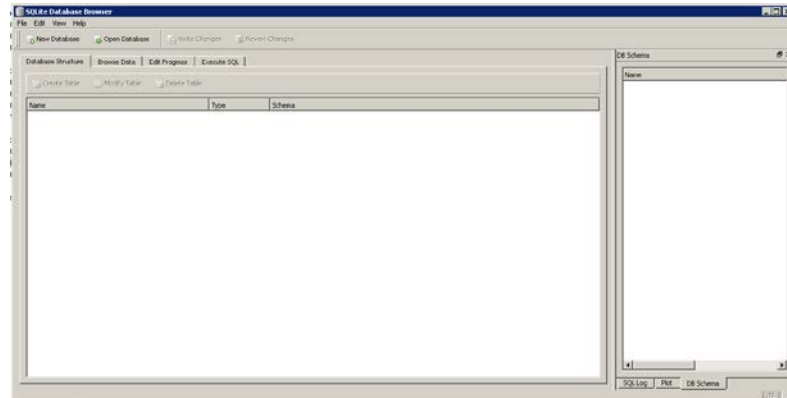 SQLite Database Browser
File Edit View Help
New Database Open Database Write Changes Revert Changes
Database Structure Browse Data Edit Pragmas Execute SQL
Create Table Modify Table Delete Table
Name Type Schema
DB Schema
Name
SQL Log Plot DB Schema
UTF-8